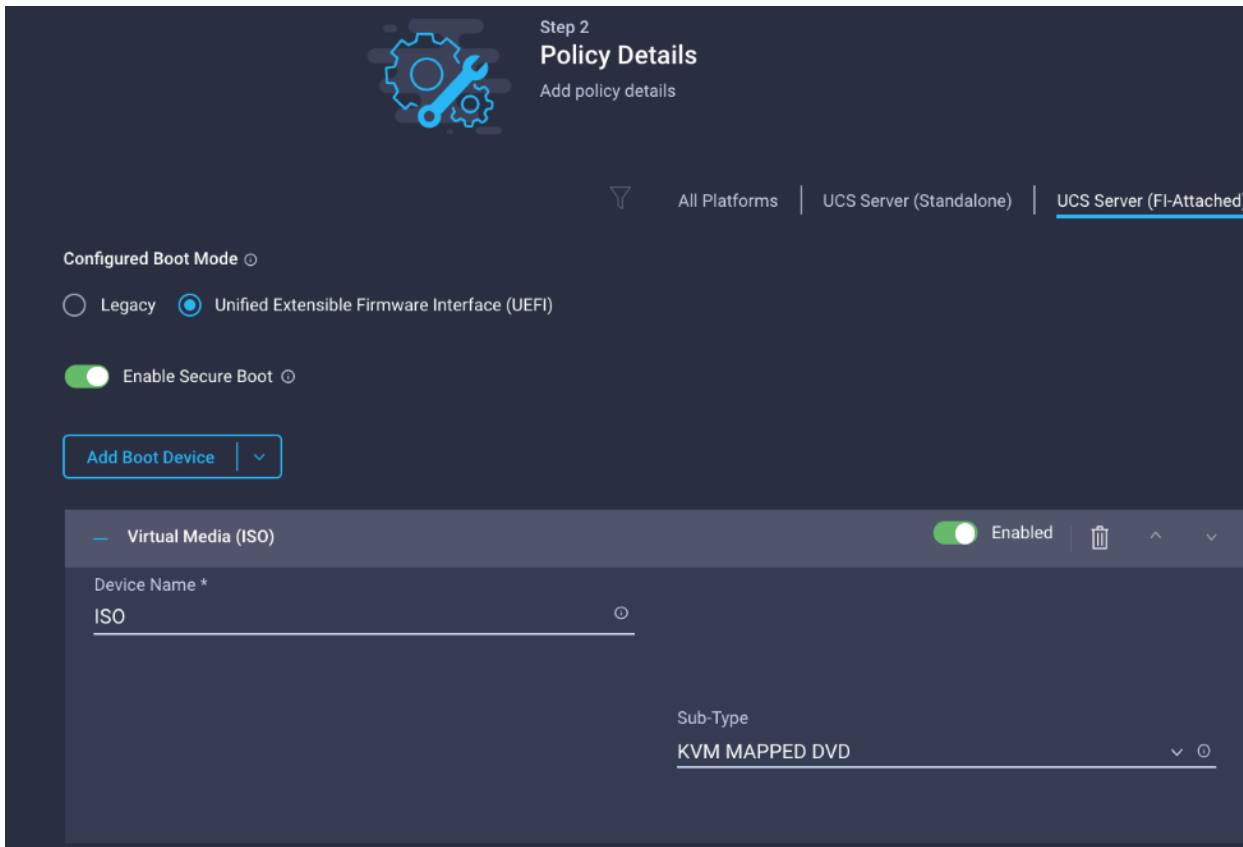 Step 2
Policy Details
Add policy details
All Platforms UCS Server (Standalone) UCS Server (FI-Attached)
Configured Boot Mode
Legacy Unified Extensible Firmware Interface (UEFI)
Enable Secure Boot
Add Boot Device
Virtual Media (ISO) Enabled
Device Name *
ISO
Sub-Type
KVM MAPPED DVD